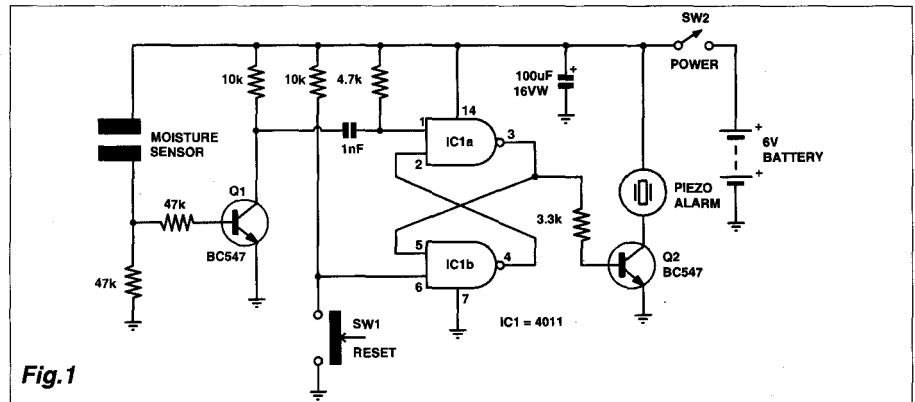 SW2
POWER
10k
10k
4.7k
100uF
16VW
+
14
1
IC1a
3
2
1nF
MOISTURE
SENSOR
+
6V
BATTERY
+
Q1
47k
BC547
PIEZO
ALARM
3.3k
5
IC1b
4
6
7
Q2
BC547
47k
IC1 = 4011
SW1
RESET
Fig.1